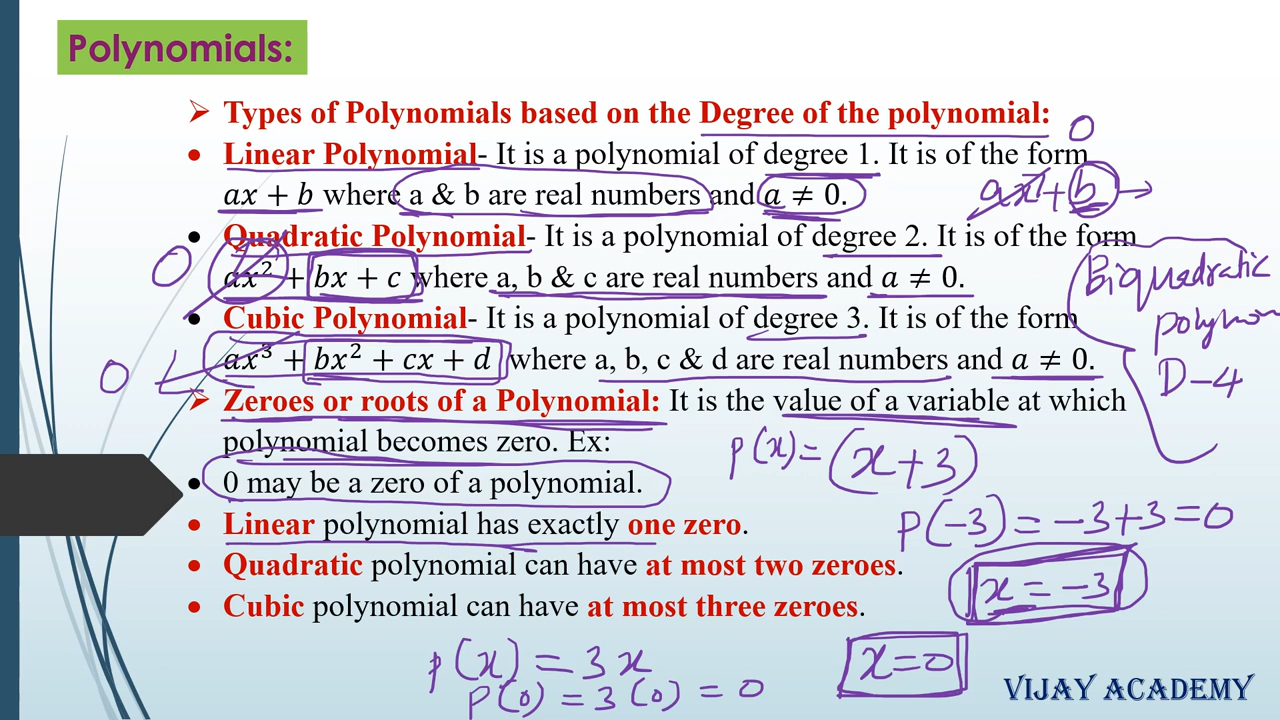 Polynomials:
➢ Types of Polynomials based on the Degree of the polynomial:
0
• Linear Polynomial- It is a polynomial of degree 1. It is of the form
ax + b where a & b are real numbers and a ≠ 0.
ax¹ + b →
• Quadratic Polynomial- It is a polynomial of degree 2. It is of the form
0
ax² + bx + c where a, b & c are real numbers and a ≠ 0.
Biquadratic
• Cubic Polynomial- It is a polynomial of degree 3. It is of the form
0
ax³ + bx² + cx + d where a, b, c & d are real numbers and a ≠ 0.
D-4
➢ Zeroes or roots of a Polynomial: It is the value of a variable at which
polynomial becomes zero. Ex:
p(x) = (x+3)
• 0 may be a zero of a polynomial.
• Linear polynomial has exactly one zero.
P(-3) = -3+3=0
• Quadratic polynomial can have at most two zeroes.
x = -3
• Cubic polynomial can have at most three zeroes.
p(x) = 3x
x=0
P(0) = 3(0) = 0
VIJAY ACADEMY